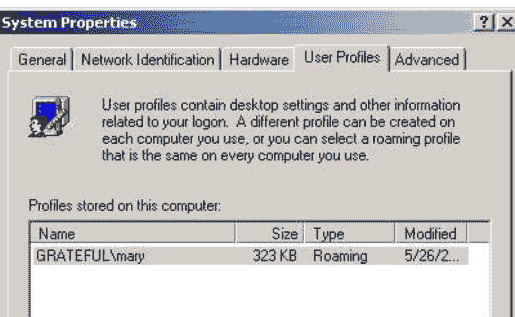 System Properties
General Network Identification Hardware User Profiles Advanced
User profiles contain desktop settings and other information
related to your logon. A different profile can be created on
each computer you use, or you can select a roaming profile
that is the same on every computer you use.
Profiles stored on this computer:
Name Size Type Modified
GRATEFUL\mary 323 KB Roaming 5/26/2...